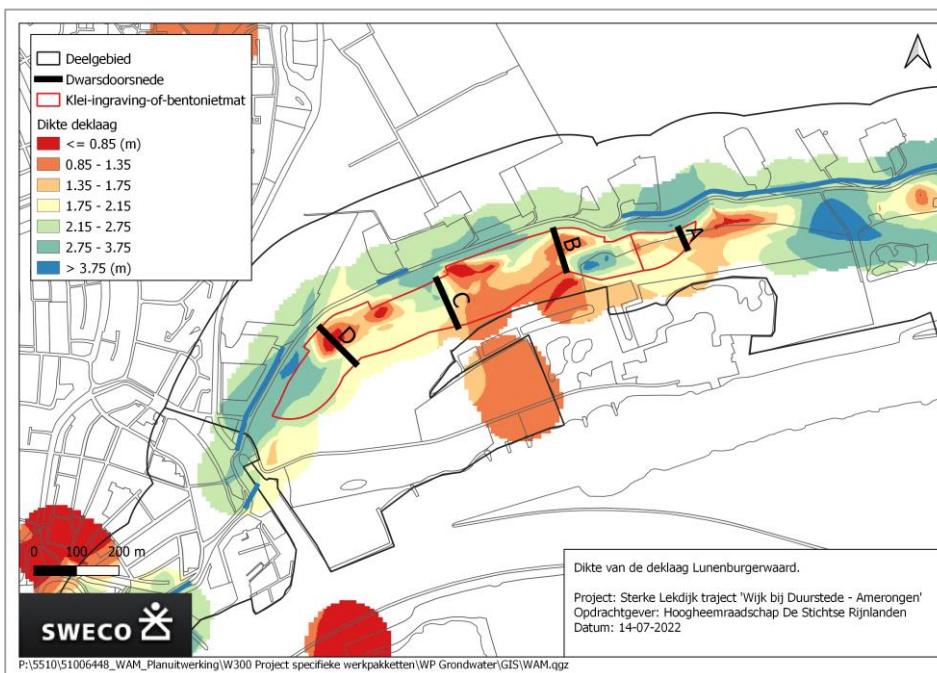 Deelgebied
Dwarsdoorsnede
Klei-ingraving-of-bentonietmat
Dikte deklaag
<= 0.85 (m)
0.85 - 1.35
1.35 - 1.75
1.75 - 2.15
2.15 - 2.75
2.75 - 3.75
> 3.75 (m)
A
B
C
D
0 100 200 m
SWECO
Dikte van de deklaag Lunenburgerwaard.
Project: Sterke Lekdijk traject 'Wijk bij Duurstede - Amerongen'
Opdrachtgever: Hoogheemraadschap De Stichtse Rijnlanden
Datum: 14-07-2022
P:\5510\51006448_WAM_Planuitwerking\W300 Project specifieke werkpakketten\WP Grondwater\GIS\WAM.qgz